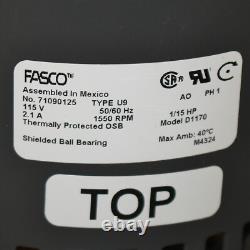 FASCO™
Assembled In Mexico
No. 71090125 TYPE U9
115 V 50/60 Hz
2.1 A 1550 RPM
Thermally Protected OSB
Shielded Ball Bearing
AO PH 1
1/15 HP
Model D1170
Max Amb: 40°C
M4324
TOP